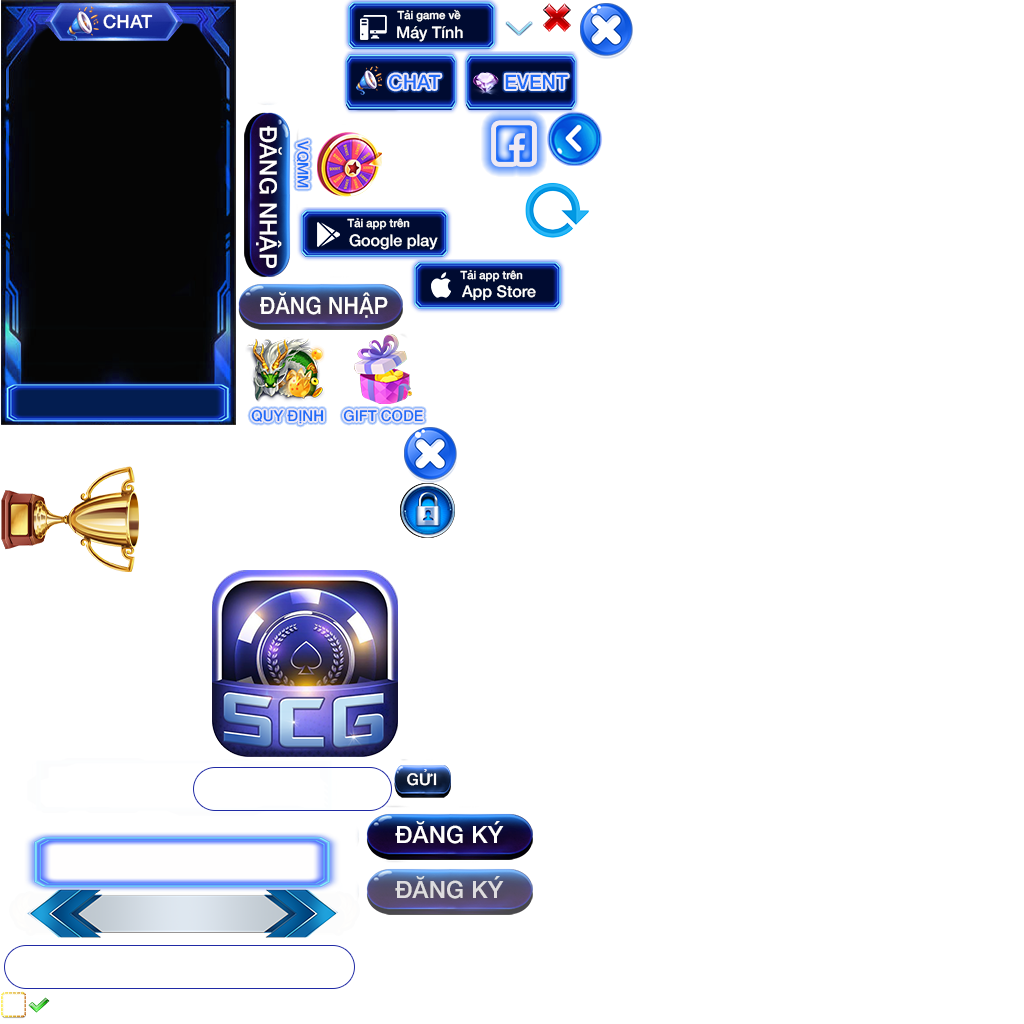 CHAT
Tải game về
Máy Tính
CHAT
EVENT
ĐĂNG NHẬP
VQMM
Tải app trên
Google play
Tải app trên
App Store
ĐĂNG NHẬP
QUY ĐỊNH
GIFT CODE
SCG
GỬI
ĐĂNG KÝ
ĐĂNG KÝ